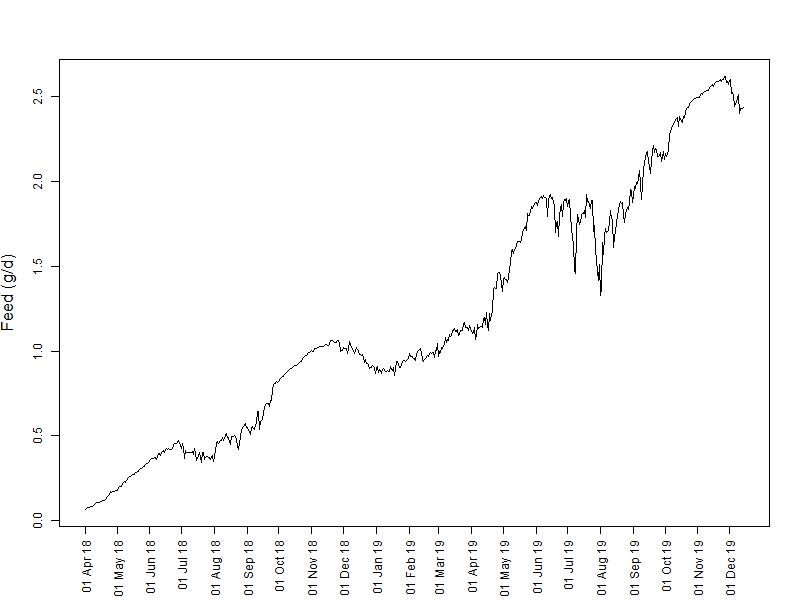 Feed (g/d)
2.5
2.0
1.5
1.0
0.5
0.0
01 Apr 18
01 May 18
01 Jun 18
01 Jul 18
01 Aug 18
01 Sep 18
01 Oct 18
01 Nov 18
01 Dec 18
01 Jan 19
01 Feb 19
01 Mar 19
01 Apr 19
01 May 19
01 Jun 19
01 Jul 19
01 Aug 19
01 Sep 19
01 Oct 19
01 Nov 19
01 Dec 19